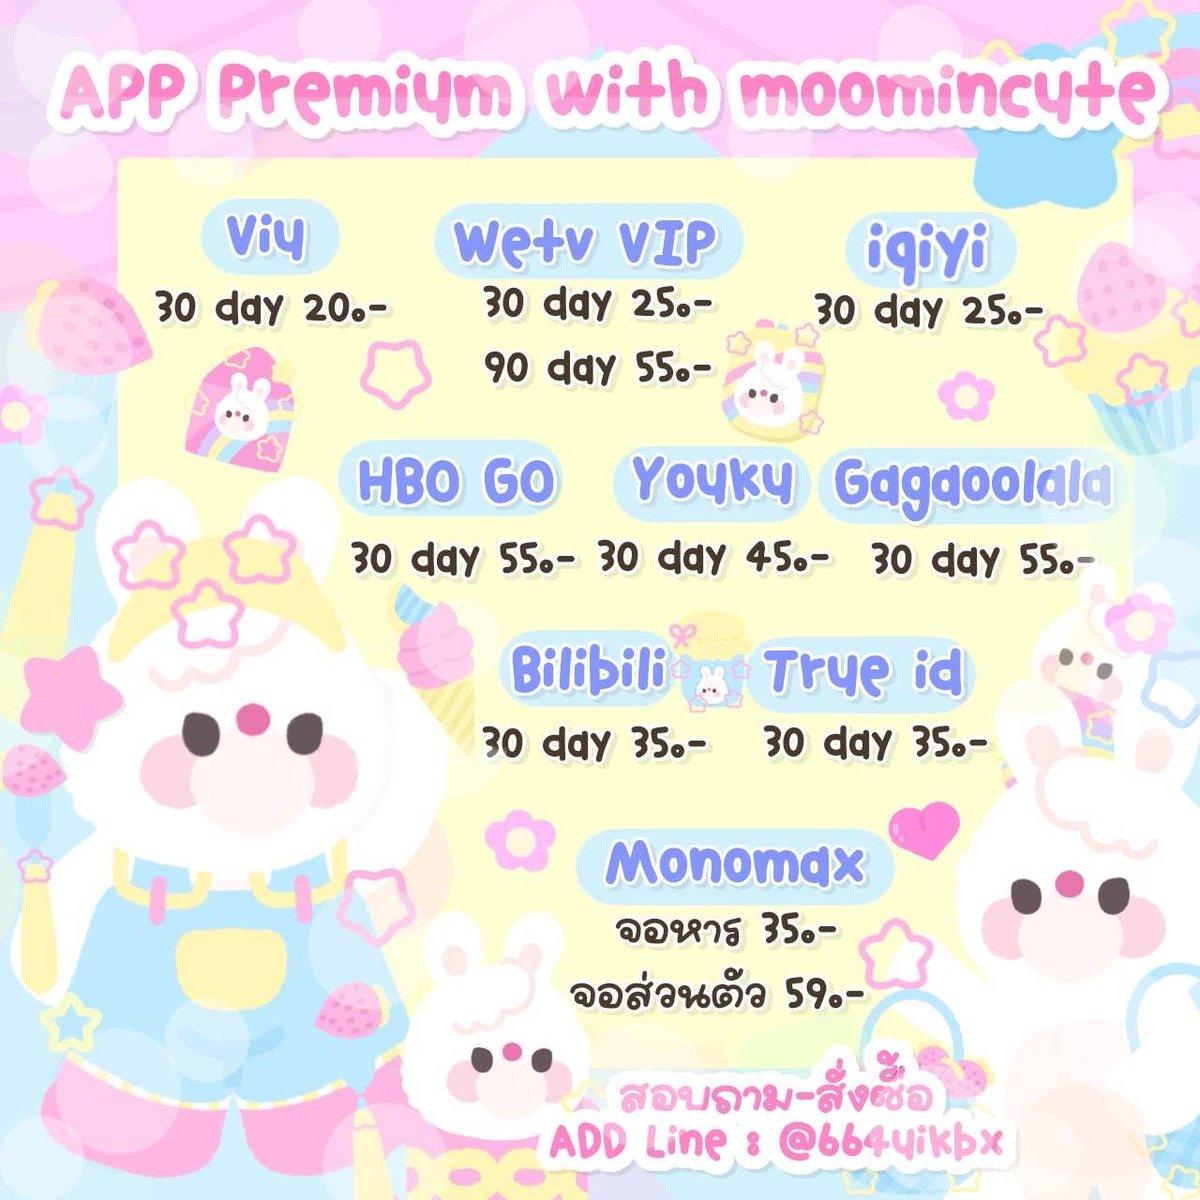 APP Premium with moomincute
Viu
30 day 20.-
Wetv VIP
30 day 25.-
90 day 55.-
iqiyi
30 day 25.-
HBO GO
30 day 55.-
Youku
30 day 45.-
Gagaoolala
30 day 55.-
Bilibili
30 day 35.-
True id
30 day 35.-
Monomax
จอหาร 35.-
จอส่วนตัว 59.-
สอบถาม-สั่งซื้อ
ADD Line : @664uikbx